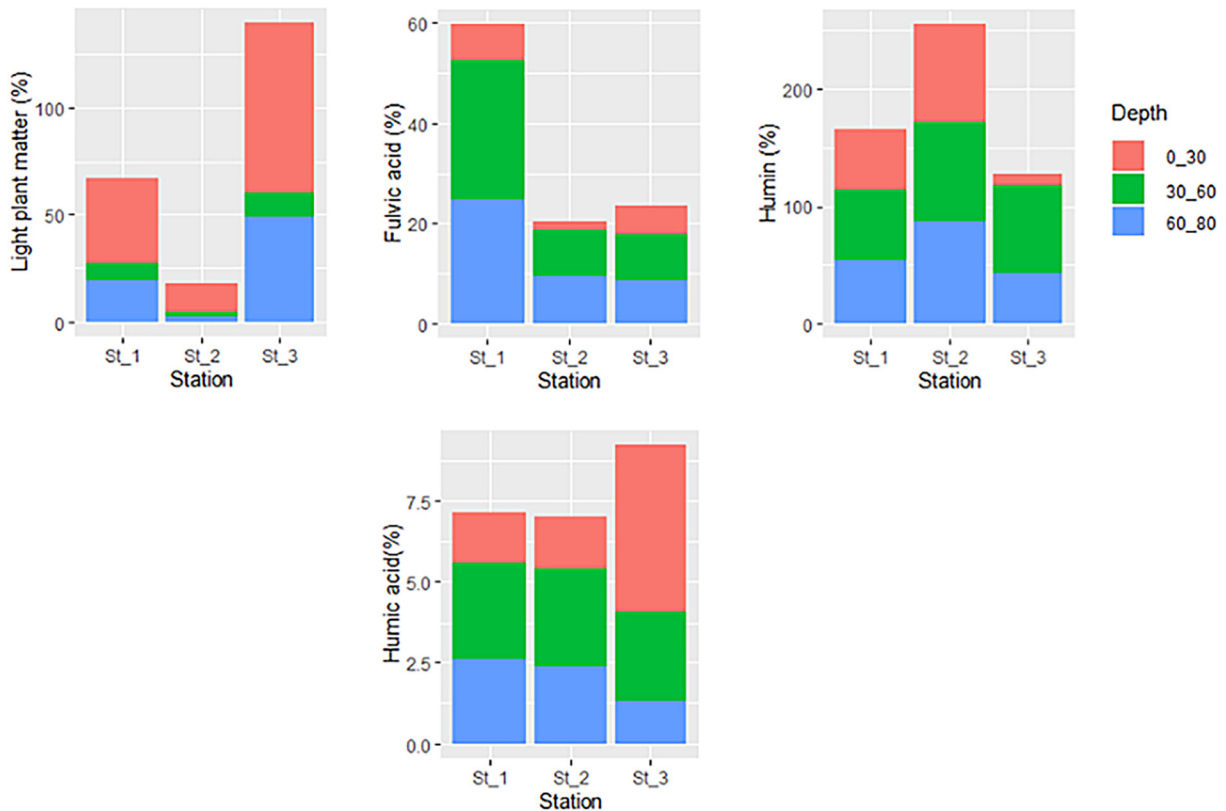 Light plant matter (%)
100
50
0
St_1 St_2 St_3
Station
Fulvic acid (%)
60
40
20
0
St_1 St_2 St_3
Station
Humin (%)
200
100
0
St_1 St_2 St_3
Station
Depth
0_30
30_60
60_80
Humic acid(%)
7.5
5.0
2.5
0.0
St_1 St_2 St_3
Station